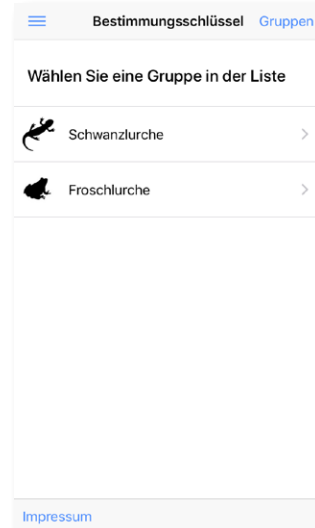 Bestimmungsschlüssel Gruppen
Wählen Sie eine Gruppe in der Liste
Schwanzlurche
Froschlurche
Impressum